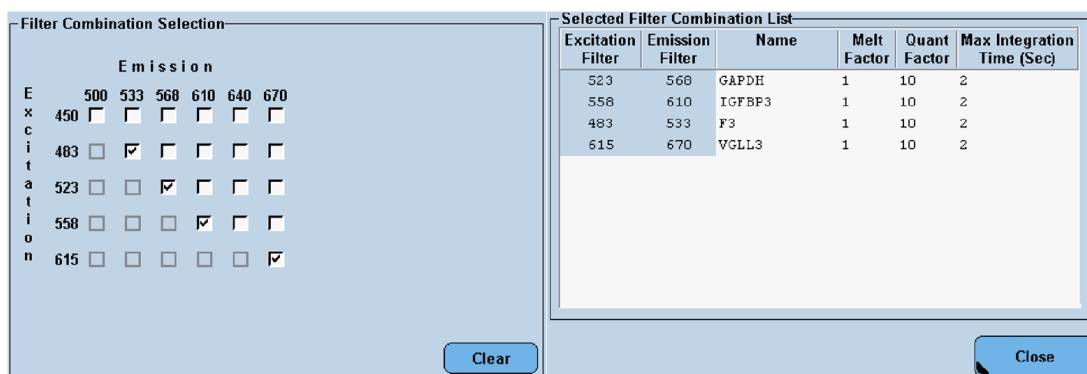 Filter Combination Selection
Emission
Excitation
500 533 568 610 640 670
450
483
523
558
615
Clear
Selected Filter Combination List
Excitation Filter Emission Filter Name Melt Factor Quant Factor Max Integration Time (Sec)
523 568 GAPDH 1 10 2
558 610 IGFBP3 1 10 2
483 533 F3 1 10 2
615 670 VGLL3 1 10 2
Close